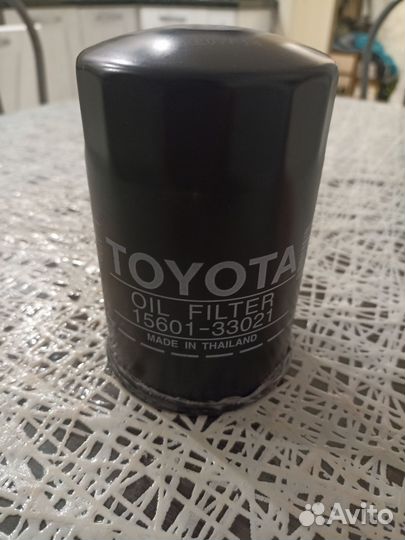 TOYOTA
OIL FILTER
15601-33021
MADE IN THAILAND
Avito